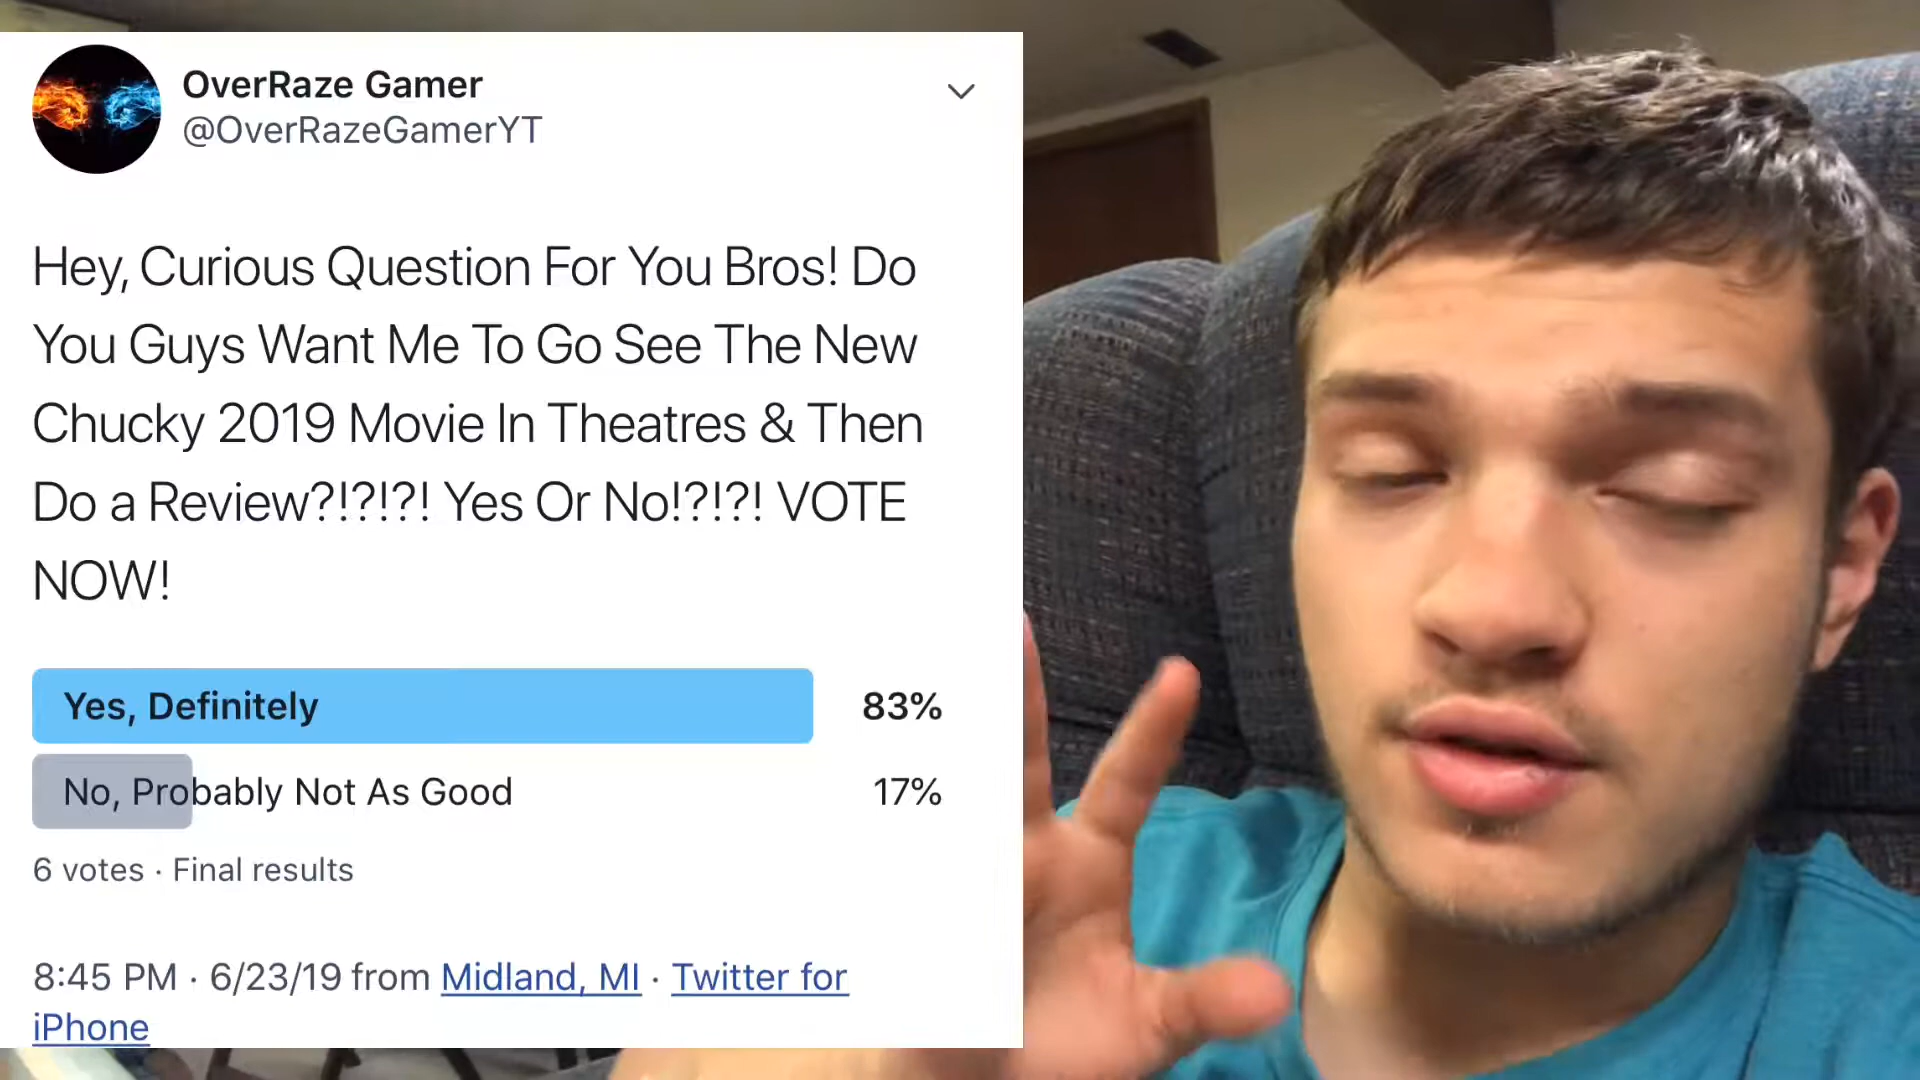 OverRaze Gamer
@OverRazeGamerYT
Hey, Curious Question For You Bros! Do
You Guys Want Me To Go See The New
Chucky 2019 Movie In Theatres & Then
Do a Review?!?!?! Yes Or No!?!?! VOTE
NOW!
Yes, Definitely 83%
No, Probably Not As Good 17%
6 votes · Final results
8:45 PM · 6/23/19 from Midland, MI · Twitter for
iPhone